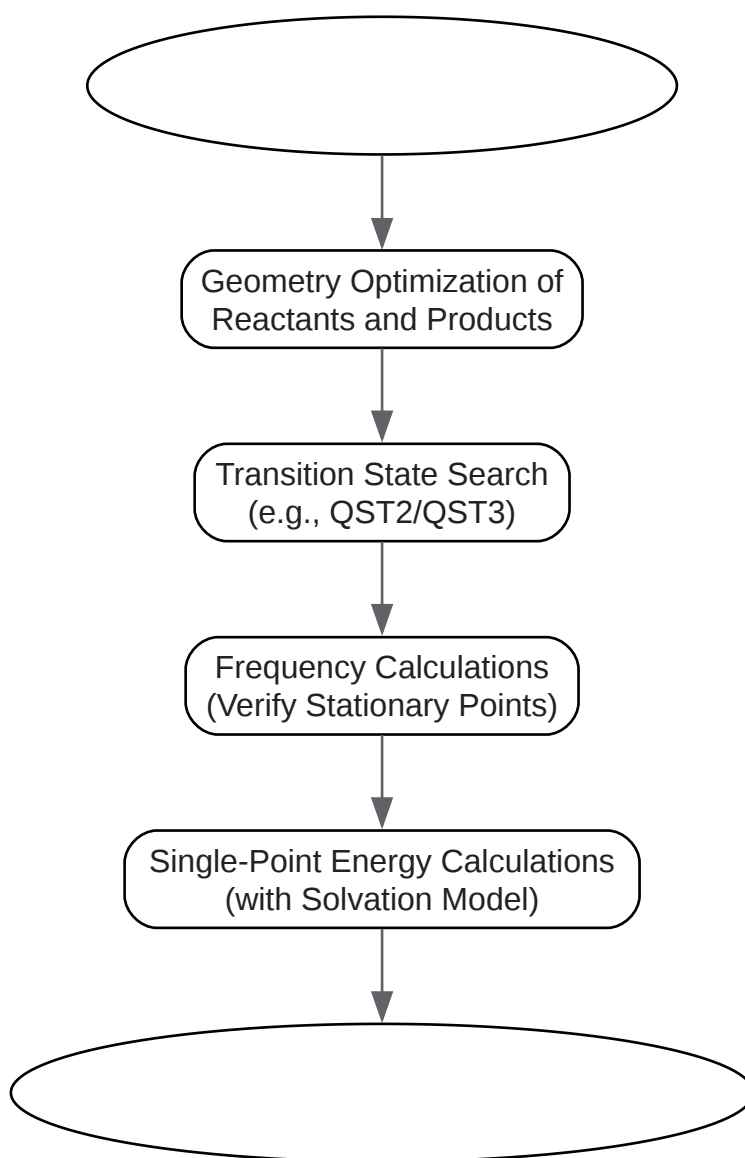 Geometry Optimization of
Reactants and Products
Transition State Search
(e.g., QST2/QST3)
Frequency Calculations
(Verify Stationary Points)
Single-Point Energy Calculations
(with Solvation Model)